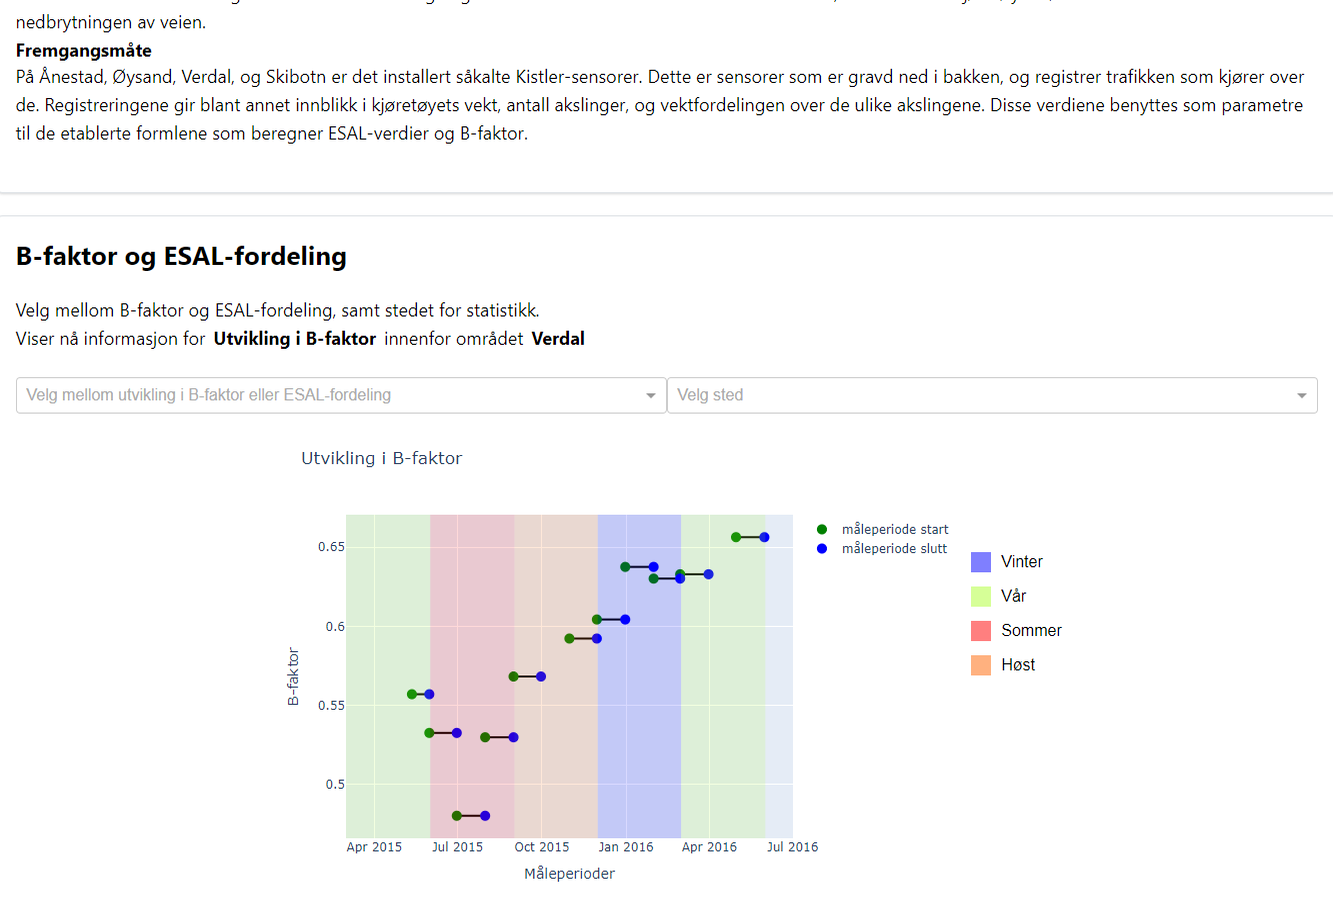 nedbrytningen av veien.
Fremgangsmåte
På Ånestad, Øysand, Verdal, og Skibotn er det installert såkalte Kistler-sensorer. Dette er sensorer som er gravd ned i bakken, og registrer trafikken som kjører over
de. Registreringene gir blant annet innblikk i kjøretøyets vekt, antall akslinger, og vektfordelingen over de ulike akslingene. Disse verdiene benyttes som parametre
til de etablerte formlene som beregner ESAL-verdier og B-faktor.
B-faktor og ESAL-fordeling
Velg mellom B-faktor og ESAL-fordeling, samt stedet for statistikk.
Viser nå informasjon for Utvikling i B-faktor innenfor området Verdal
Velg mellom utvikling i B-faktor eller ESAL-fordeling
Velg sted
Utvikling i B-faktor
måleperiode start
måleperiode slutt
Vinter
Vår
Sommer
Høst
B-faktor
0.65
0.6
0.55
0.5
Apr 2015 Jul 2015 Oct 2015 Jan 2016 Apr 2016 Jul 2016
Måleperioder